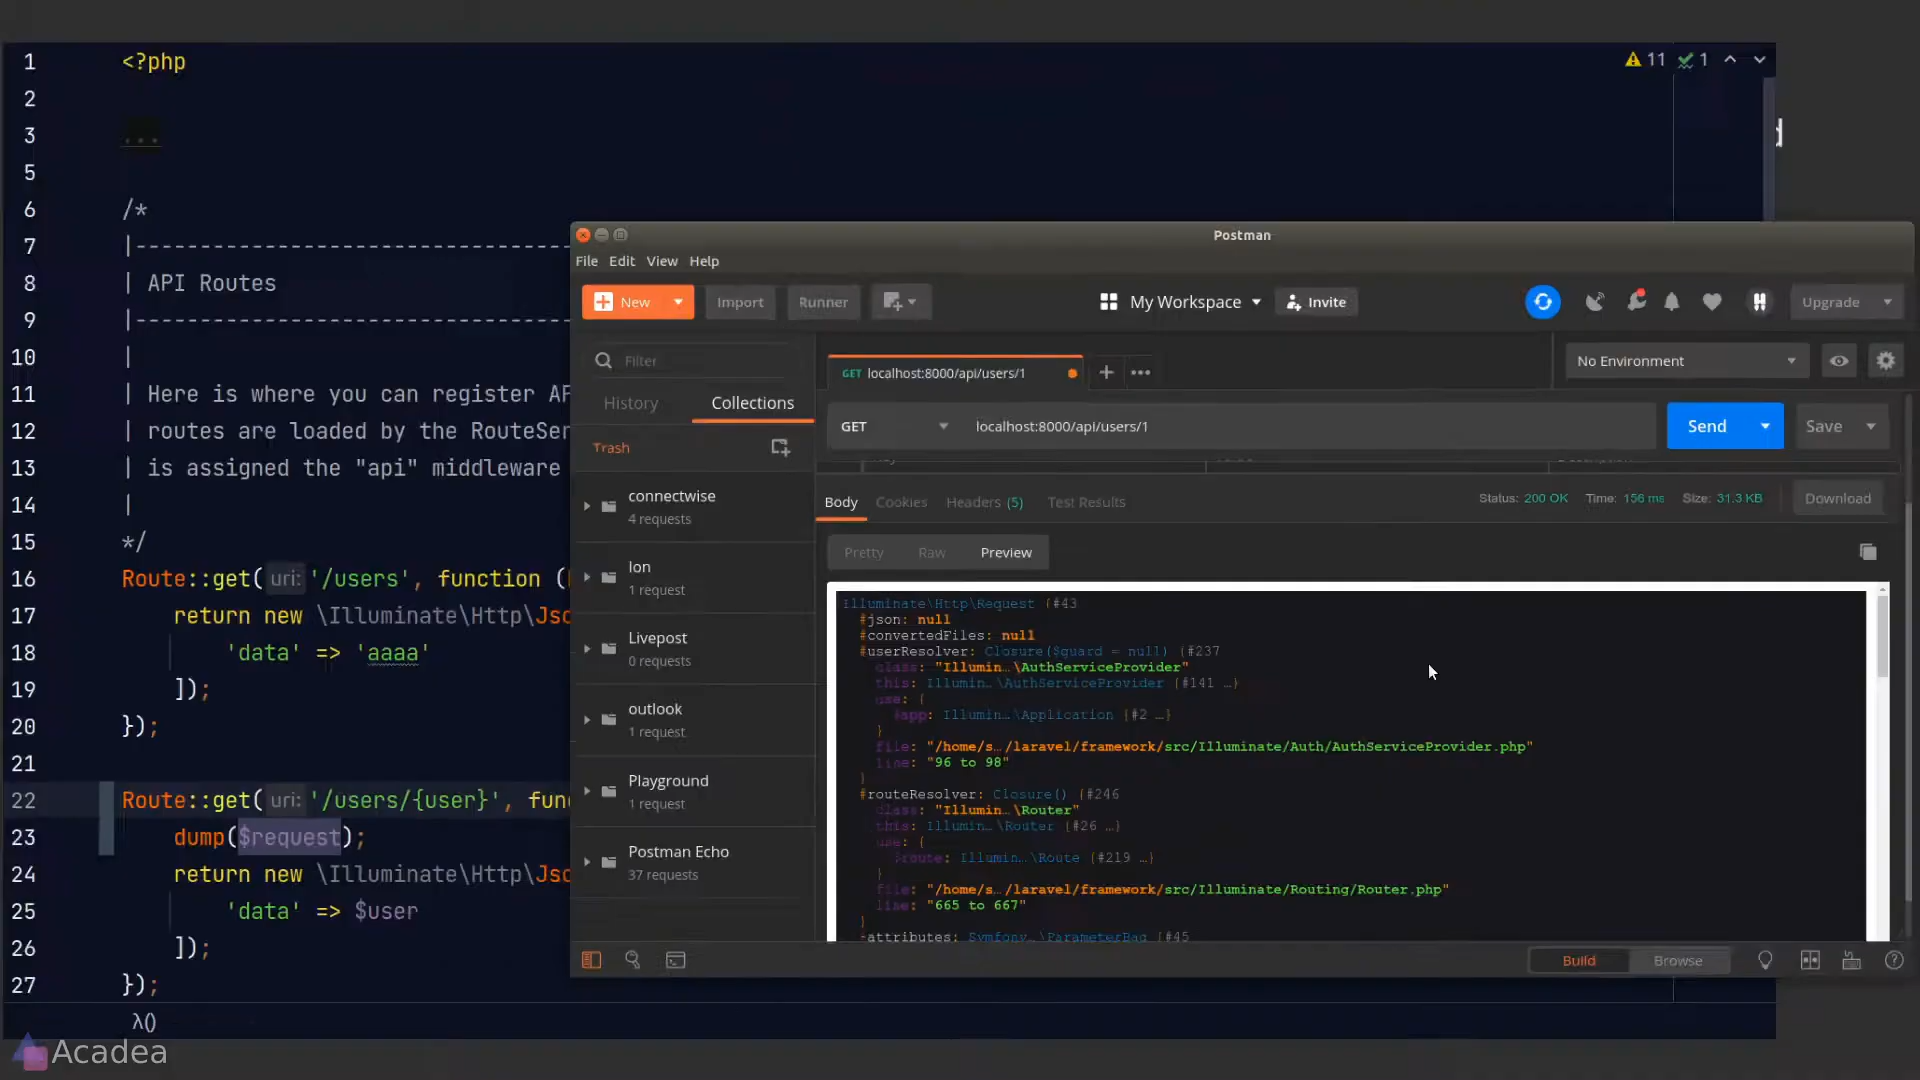 1 <?php
2
3 ...
5
6 /*
7 |----------------------------------
8 | API Routes
9 |----------------------------------
10 |
11 | Here is where you can register AP
12 | routes are loaded by the RouteSer
13 | is assigned the "api" middleware
14 |
15 */
16 Route::get( uri: '/users', function (
17 return new \Illuminate\Http\Jso
18 'data' => 'aaaa'
19 ]);
20 });
21
22 Route::get( uri: '/users/{user}', fun
23 dump($request);
24 return new \Illuminate\Http\Jso
25 'data' => $user
26 ]);
27 });
λ()
11 1
Postman
File Edit View Help
New Import Runner My Workspace Invite Upgrade
Filter
History Collections
Trash
connectwise
4 requests
Ion
1 request
Livepost
0 requests
outlook
1 request
Playground
1 request
Postman Echo
37 requests
GET localhost:8000/api/users/1
No Environment
GET localhost:8000/api/users/1 Send Save
Body Cookies Headers (5) Test Results Status: 200 OK Time: 156 ms Size: 31.3 KB Download
Pretty Raw Preview
Illuminate\Http\Request {#43
#json: null
#convertedFiles: null
#userResolver: Closure($guard = null) {#237
class: "Illumin…\AuthServiceProvider"
this: Illumin…\AuthServiceProvider {#141 …}
use: {
$app: Illumin…\Application {#2 …}
}
file: "/home/s…/laravel/framework/src/Illuminate/Auth/AuthServiceProvider.php"
line: "96 to 98"
}
#routeResolver: Closure() {#246
class: "Illumin…\Router"
this: Illumin…\Router {#26 …}
use: {
$route: Illumin…\Route {#219 …}
}
file: "/home/s…/laravel/framework/src/Illuminate/Routing/Router.php"
line: "665 to 667"
}
+attributes: Symfony…\ParameterBag {#45
Build Browse
Acadea